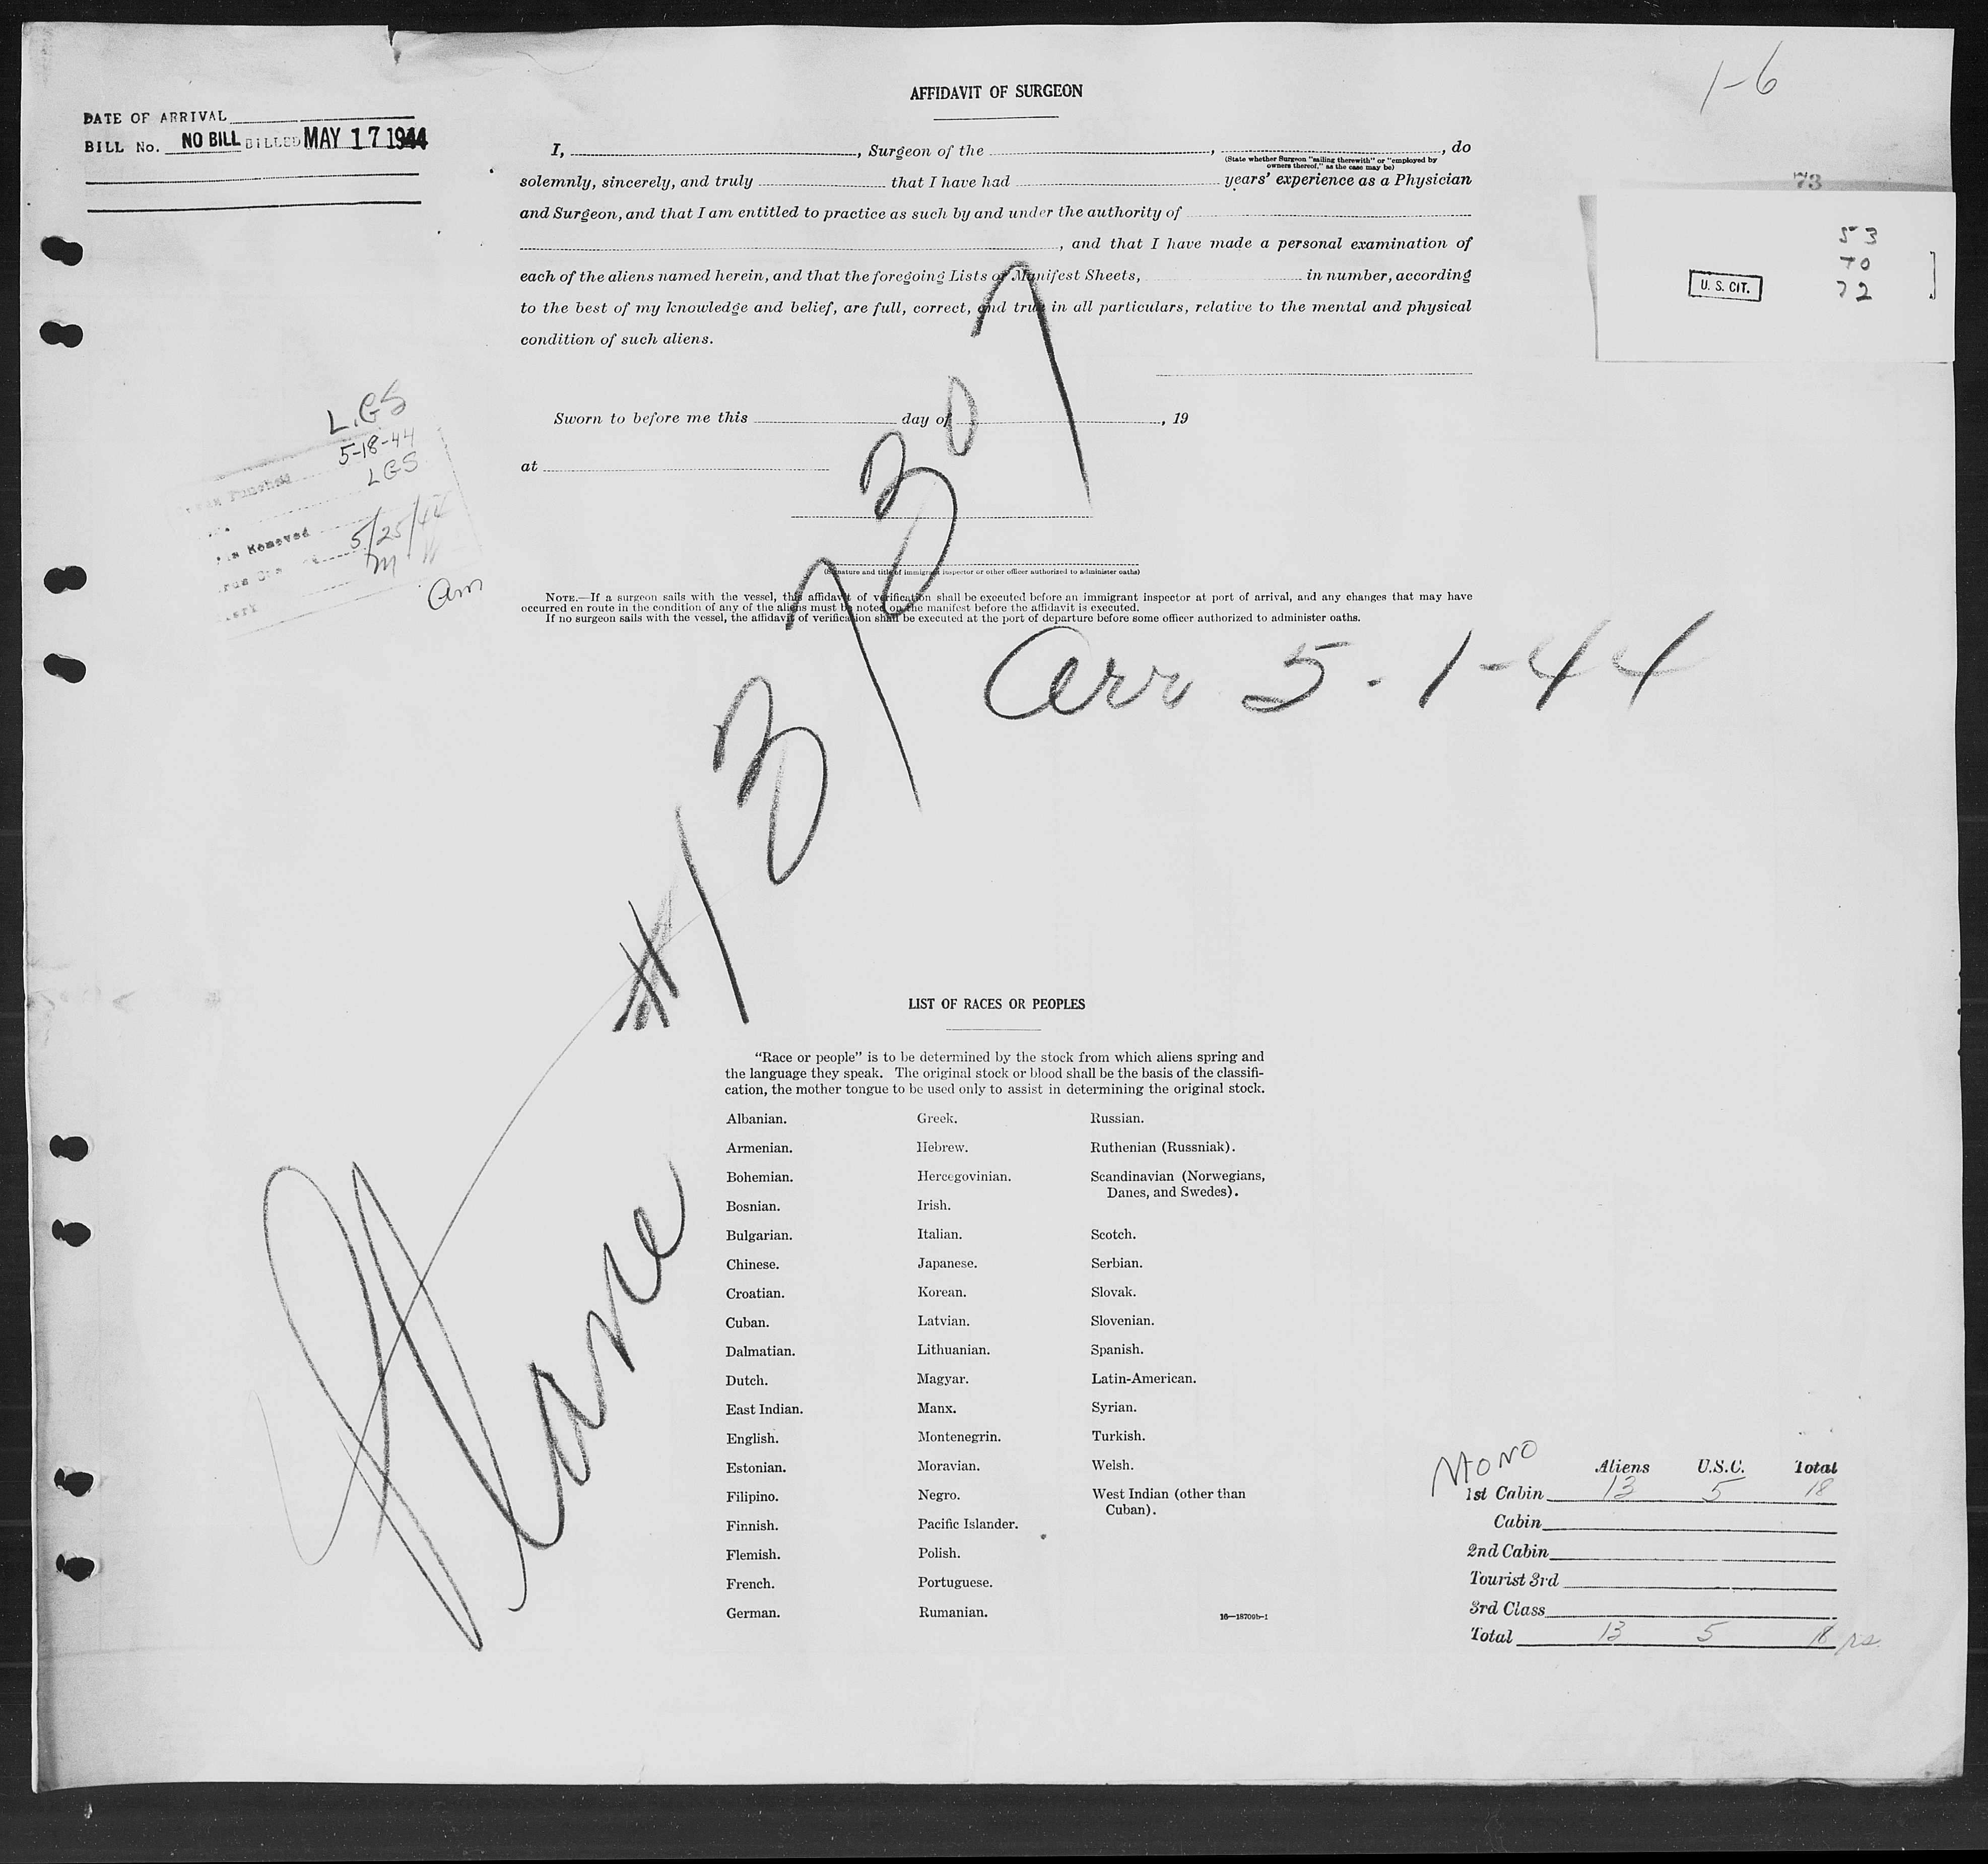 1-6
AFFIDAVIT OF SURGEON
DATE OF ARRIVAL
BILL No. NO BILL BILLED MAY 17 1944
I, , Surgeon of the , , do
(State whether Surgeon "sailing therewith" or "employed by
owners thereof," as the case may be)
solemnly, sincerely, and truly that I have had years' experience as a Physician
and Surgeon, and that I am entitled to practice as such by and under the authority of
, and that I have made a personal examination of
each of the aliens named herein, and that the foregoing Lists or Manifest Sheets, in number, according
to the best of my knowledge and belief, are full, correct, and true in all particulars, relative to the mental and physical
condition of such aliens.
73
53
70
U. S. CIT. 72
Sworn to before me this day of , 19
at
(Signature and title of immigrant inspector or other officer authorized to administer oaths)
NOTE.—If a surgeon sails with the vessel, this affidavit of verification shall be executed before an immigrant inspector at port of arrival, and any changes that may have
occurred en route in the condition of any of the aliens must be noted on the manifest before the affidavit is executed.
If no surgeon sails with the vessel, the affidavit of verification shall be executed at the port of departure before some officer authorized to administer oaths.
L.G.S
5-18-44
Punched LGS
Removed 5/25/44
am
Plane #137307
Arr 5-1-44
LIST OF RACES OR PEOPLES
"Race or people" is to be determined by the stock from which aliens spring and
the language they speak. The original stock or blood shall be the basis of the classifi-
cation, the mother tongue to be used only to assist in determining the original stock.
Albanian. Greek. Russian.
Armenian. Hebrew. Ruthenian (Russniak).
Bohemian. Hercegovinian. Scandinavian (Norwegians,
Danes, and Swedes).
Bosnian. Irish.
Bulgarian. Italian. Scotch.
Chinese. Japanese. Serbian.
Croatian. Korean. Slovak.
Cuban. Latvian. Slovenian.
Dalmatian. Lithuanian. Spanish.
Dutch. Magyar. Latin-American.
East Indian. Manx. Syrian.
English. Montenegrin. Turkish.
Estonian. Moravian. Welsh.
Filipino. Negro. West Indian (other than
Cuban).
Finnish. Pacific Islander.
Flemish. Polish.
French. Portuguese.
German. Rumanian.
16—18709b-1
Aliens U.S.C. Total
1st Cabin 13 5 18
Cabin
2nd Cabin
Tourist 3rd
3rd Class
Total 13 5 18